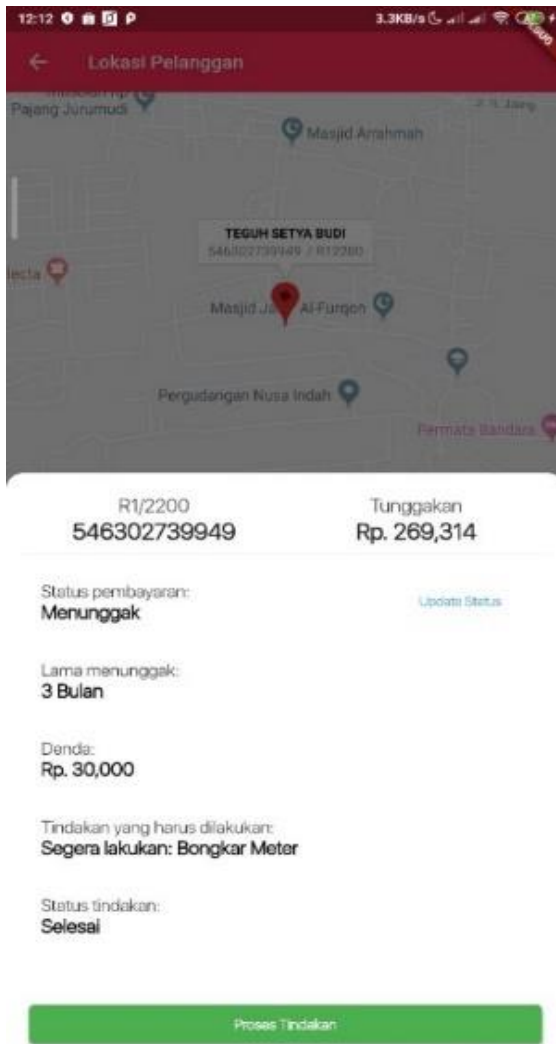 12:12
3.3KB/s
Lokasi Pelanggan
Pajang Jurumudi
Masjid Arrahmah
TEGUH SETYA BUDI
546302739949 / R12200
Masjid Al-Furqon
Pergudangan Nusa Indah
Permata Bandara
R1/2200
546302739949
Tunggakan
Rp. 269,314
Status pembayaran:
Menunggak
Update Status
Lama menunggak:
3 Bulan
Denda:
Rp. 30,000
Tindakan yang harus dilakukan:
Segera lakukan: Bongkar Meter
Status tindakan:
Selesai
Proses Tindakan